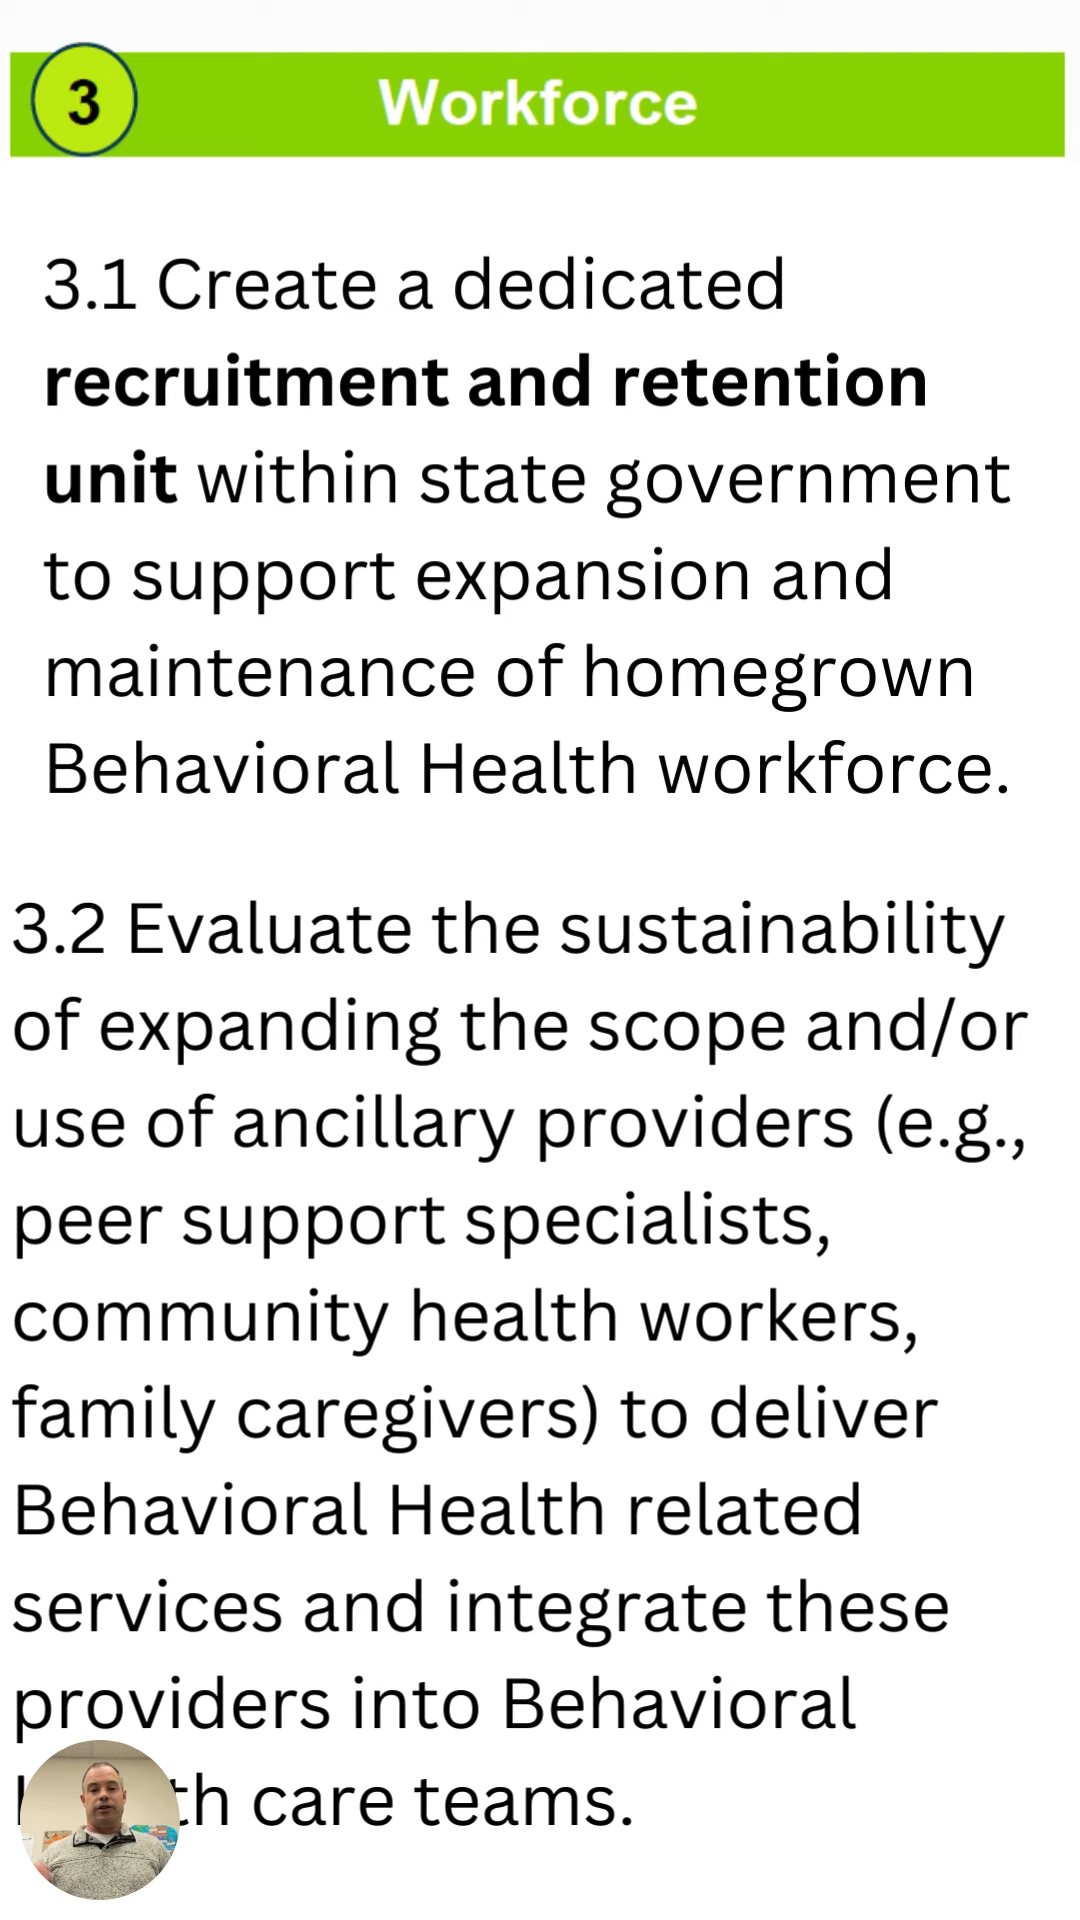 3
Workforce
3.1 Create a dedicated
recruitment and retention
unit within state government
to support expansion and
maintenance of homegrown
Behavioral Health workforce.
3.2 Evaluate the sustainability
of expanding the scope and/or
use of ancillary providers (e.g.,
peer support specialists,
community health workers,
family caregivers) to deliver
Behavioral Health related
services and integrate these
providers into Behavioral
care teams.